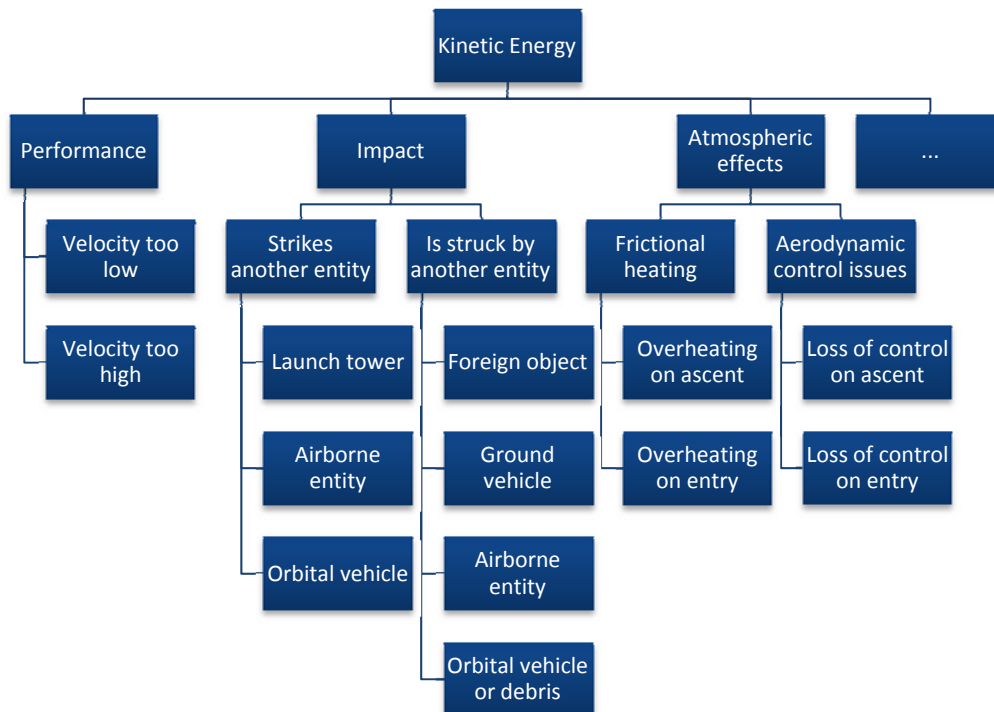 Kinetic Energy
Performance
Impact
Atmospheric
effects
...
Velocity too
low
Velocity too
high
Strikes
another entity
Launch tower
Airborne
entity
Orbital vehicle
Is struck by
another entity
Foreign object
Ground
vehicle
Airborne
entity
Orbital vehicle
or debris
Frictional
heating
Overheating
on ascent
Overheating
on entry
Aerodynamic
control issues
Loss of control
on ascent
Loss of control
on entry